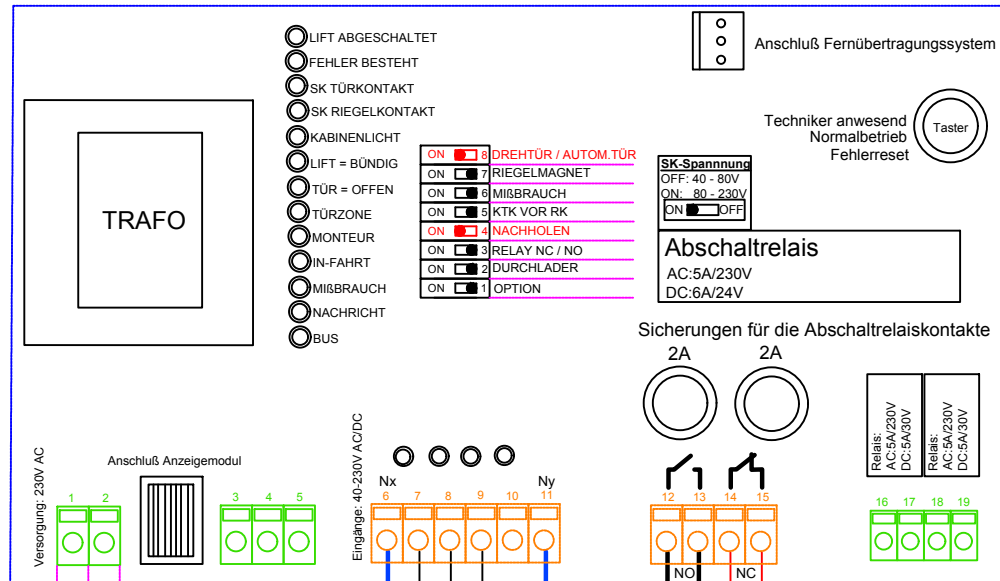 LIFT ABGESCHALTET
FEHLER BESTEHT
SK TÜRKONTAKT
SK RIEGELKONTAKT
KABINENLICHT
LIFT = BÜNDIG
TÜR = OFFEN
TÜRZONE
MONTEUR
IN-FAHRT
MIßBRAUCH
NACHRICHT
BUS
TRAFO
ON 8 DREHTÜR / AUTOM.TÜR
ON 7 RIEGELMAGNET
ON 6 MIßBRAUCH
ON 5 KTK VOR RK
ON 4 NACHHOLEN
ON 3 RELAY NC / NO
ON 2 DURCHLADER
ON 1 OPTION
Anschluß Fernübertragungssystem
Techniker anwesend
Normalbetrieb
Fehlerreset
Taster
SK-Spannnung
OFF: 40 - 80V
ON: 80 - 230V
ON OFF
Abschaltrelais
AC:5A/230V
DC:6A/24V
Sicherungen für die Abschaltrelaiskontakte
2A 2A
Relais:
AC:5A/230V
DC:5A/30V
Relais:
AC:5A/230V
DC:5A/30V
Versorgung: 230V AC
Anschluß Anzeigemodul
Eingänge: 40-230V AC/DC
Nx Ny
1 2 3 4 5 6 7 8 9 10 11 12 13 14 15 16 17 18 19
NO NC